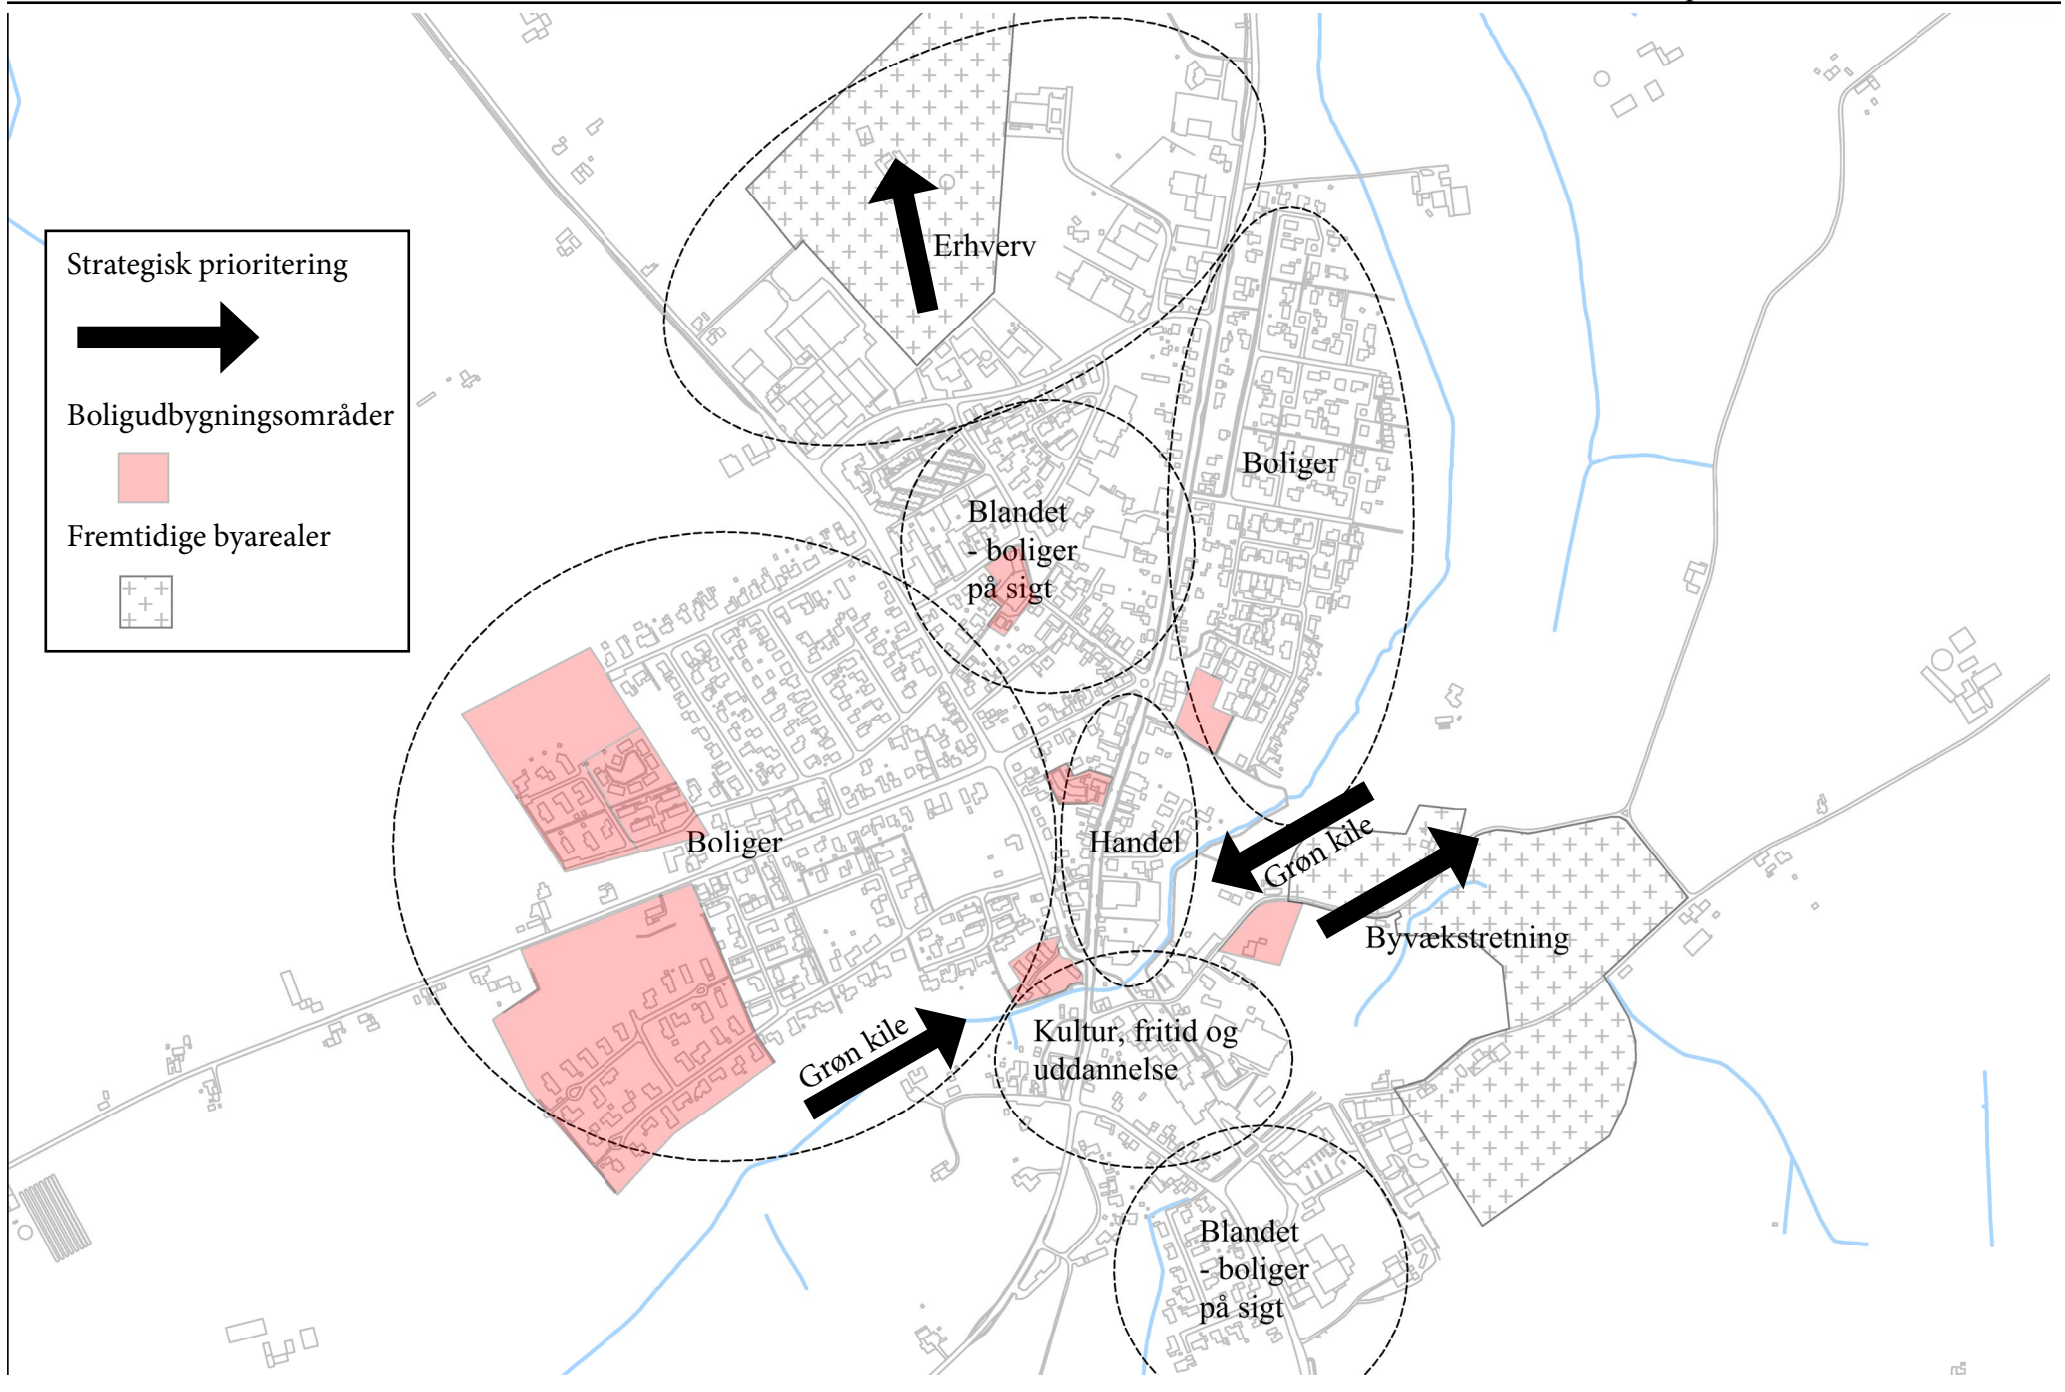 Strategisk prioritering
Boligudbygningsområder
Fremtidige byarealer
Erhverv
Boliger
Blandet
- boliger
på sigt
Boliger
Handel
Grøn kile
Byvækstretning
Grøn kile
Kultur, fritid og
uddannelse
Blandet
- boliger
på sigt